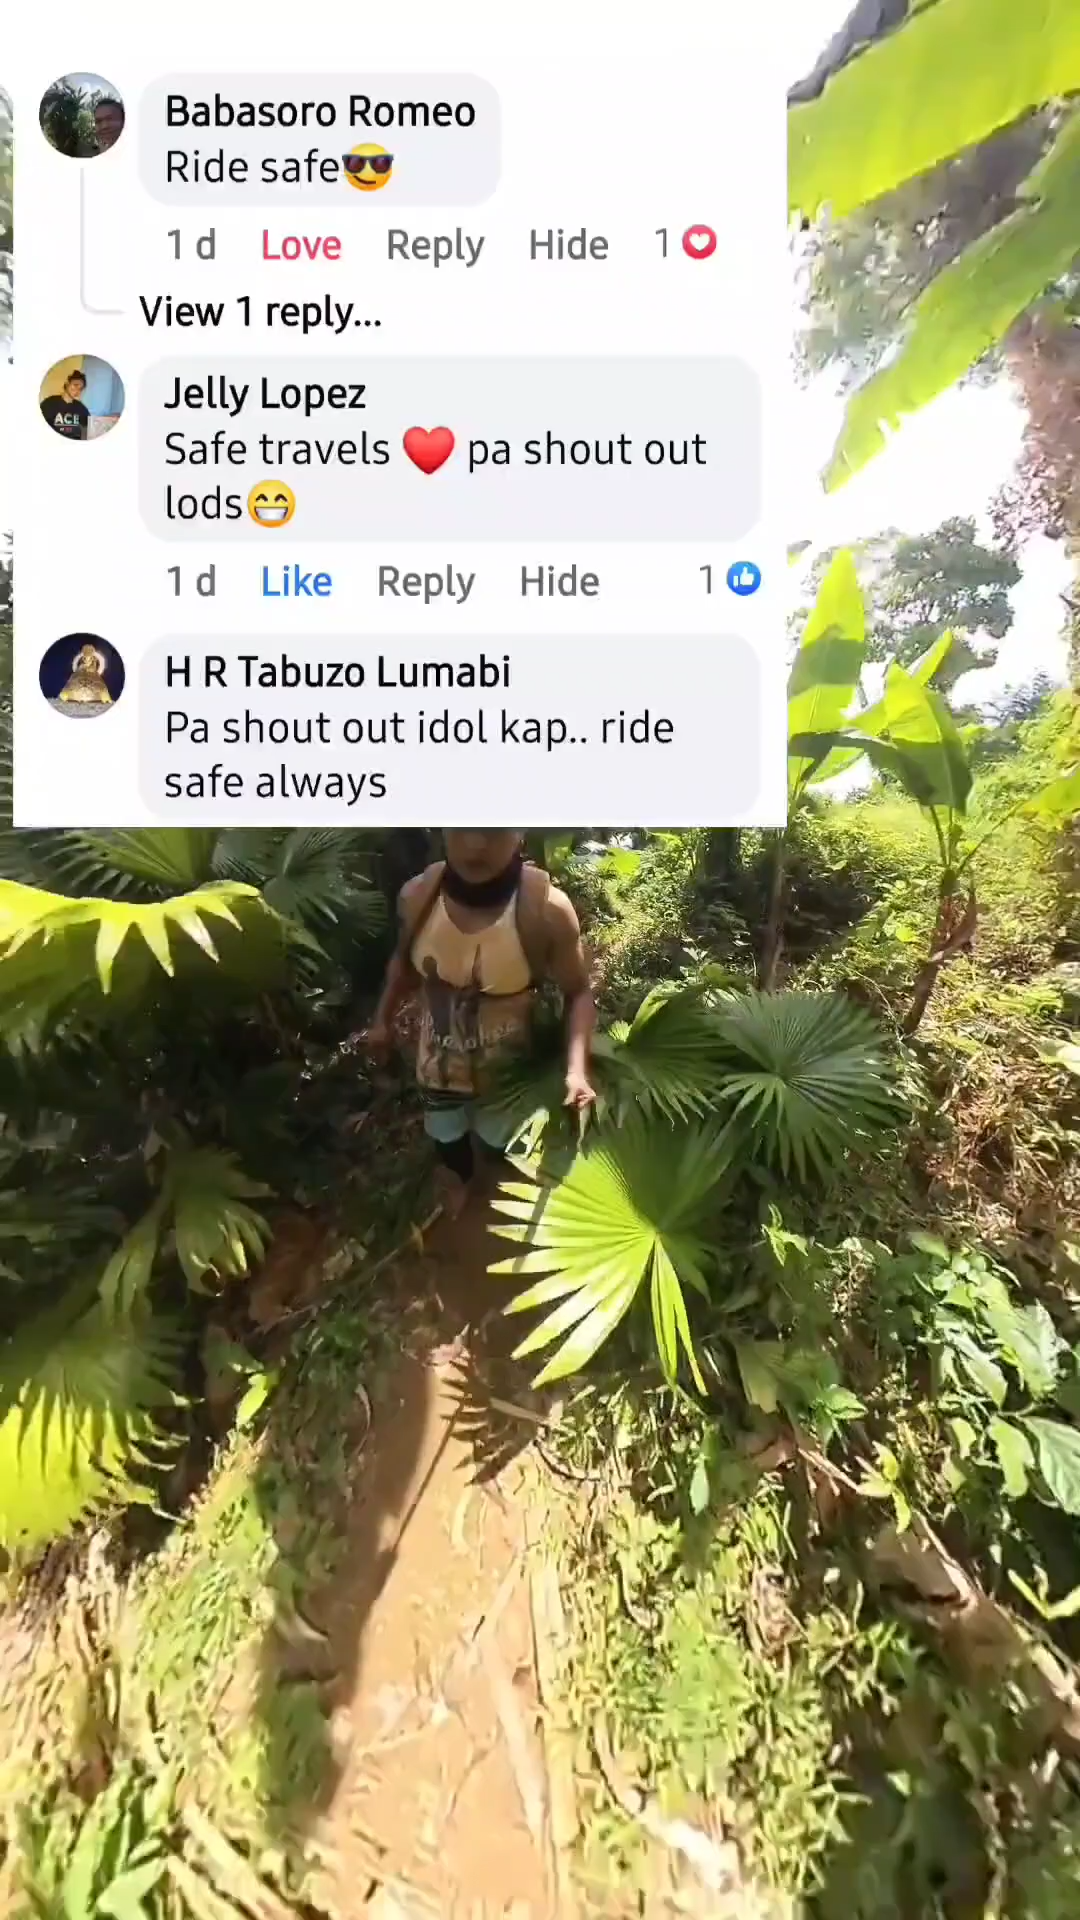 Babasoro Romeo
Ride safe😎
1 d Love Reply Hide 1
View 1 reply...
Jelly Lopez
Safe travels ❤️ pa shout out
lods😁
1 d Like Reply Hide 1
H R Tabuzo Lumabi
Pa shout out idol kap.. ride
safe always
ACE